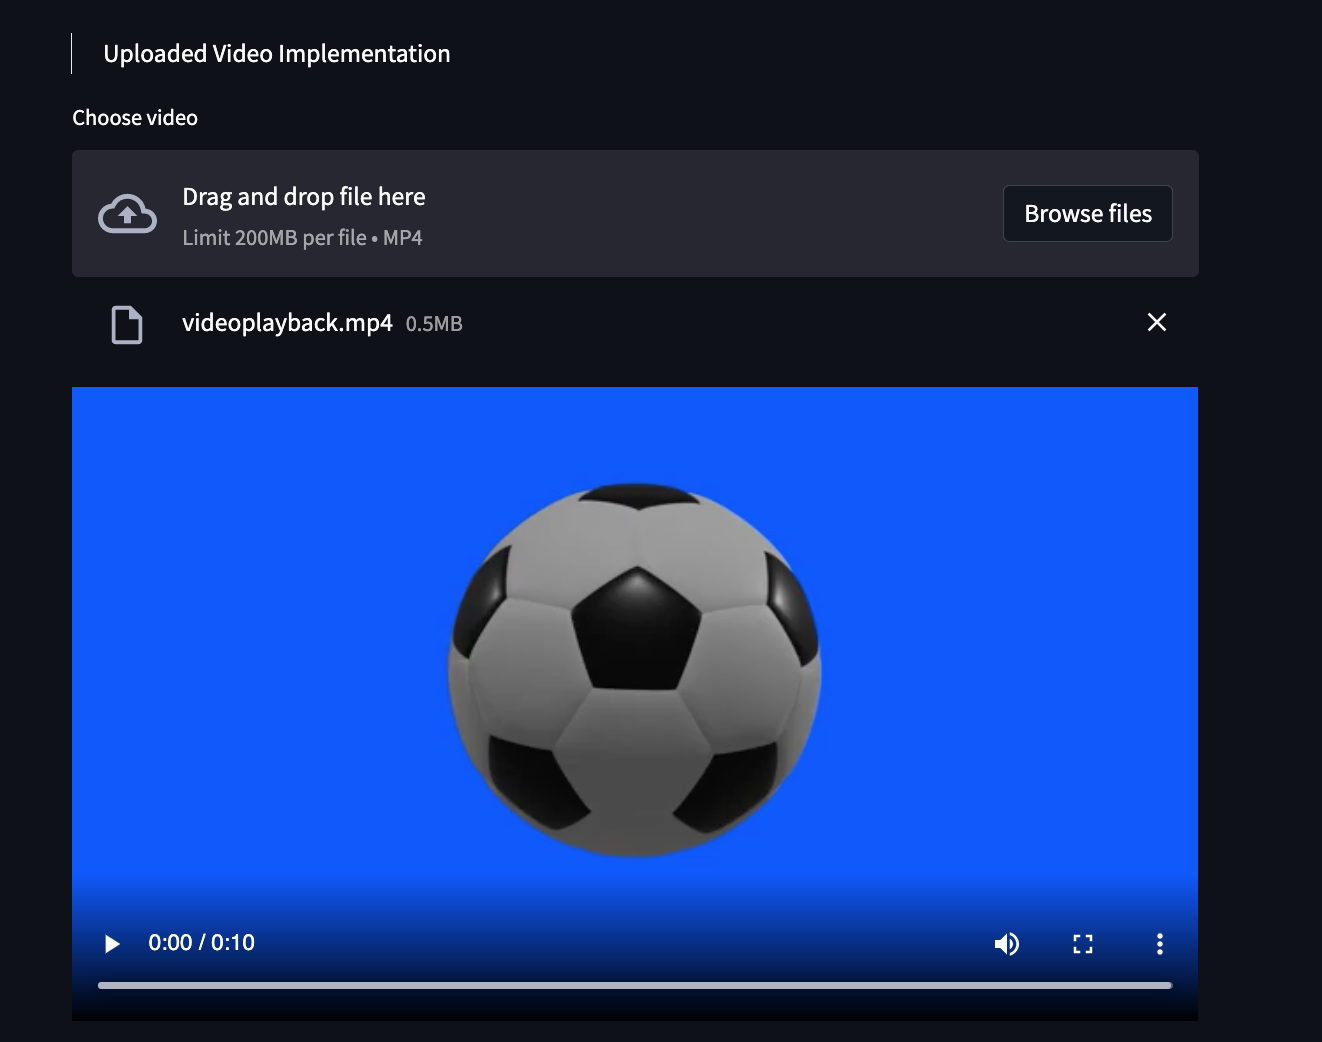 Uploaded Video Implementation
Choose video
Drag and drop file here
Limit 200MB per file • MP4
Browse files
videoplayback.mp4 0.5MB
0:00 / 0:10